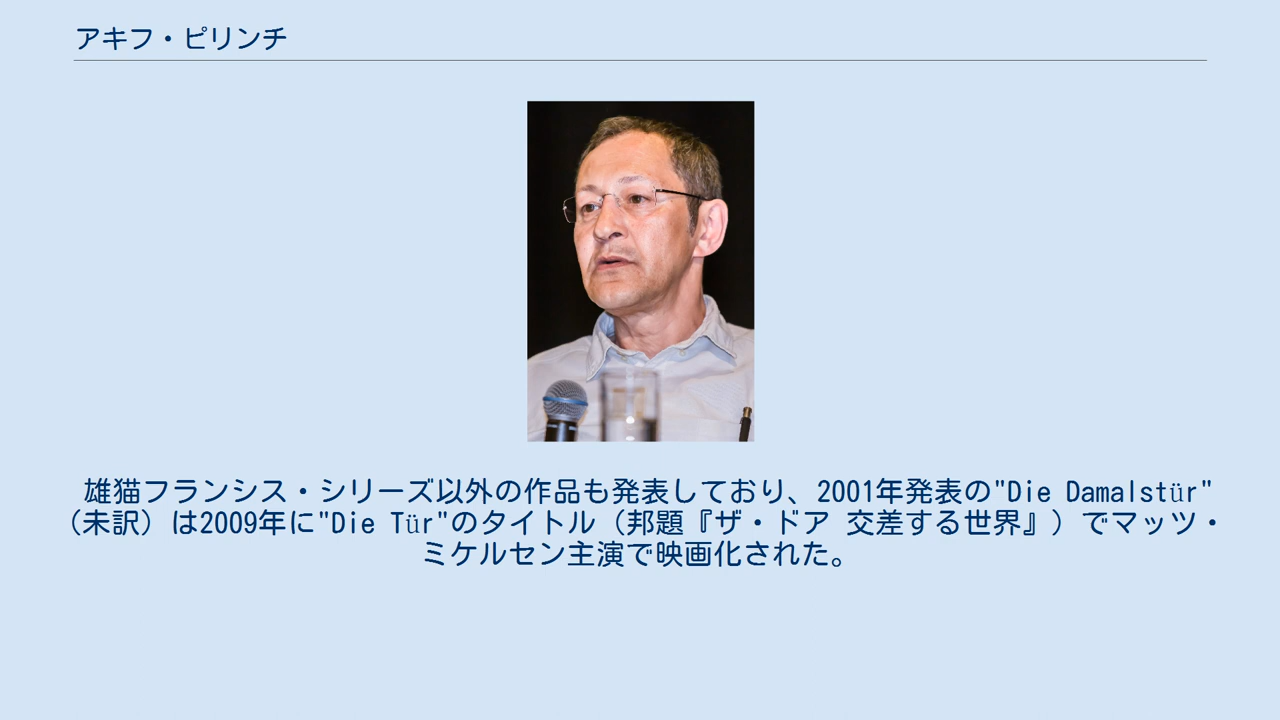 アキフ・ピリンチ
雄猫フランシス・シリーズ以外の作品も発表しており、2001年発表の"Die Damalstür"
（未訳）は2009年に"Die Tür"のタイトル（邦題『ザ・ドア 交差する世界』）でマッツ・
ミケルセン主演で映画化された。